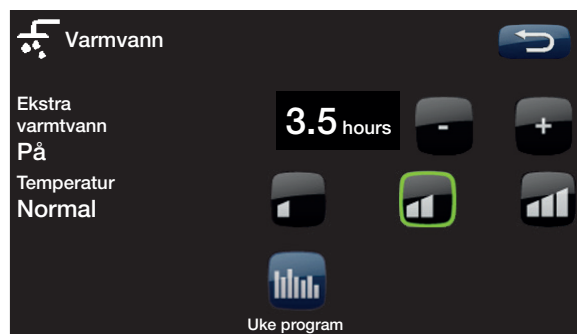 Varmvann
Ekstra
varmtvann
På
3.5 hours
-
+
Temperatur
Normal
Uke program